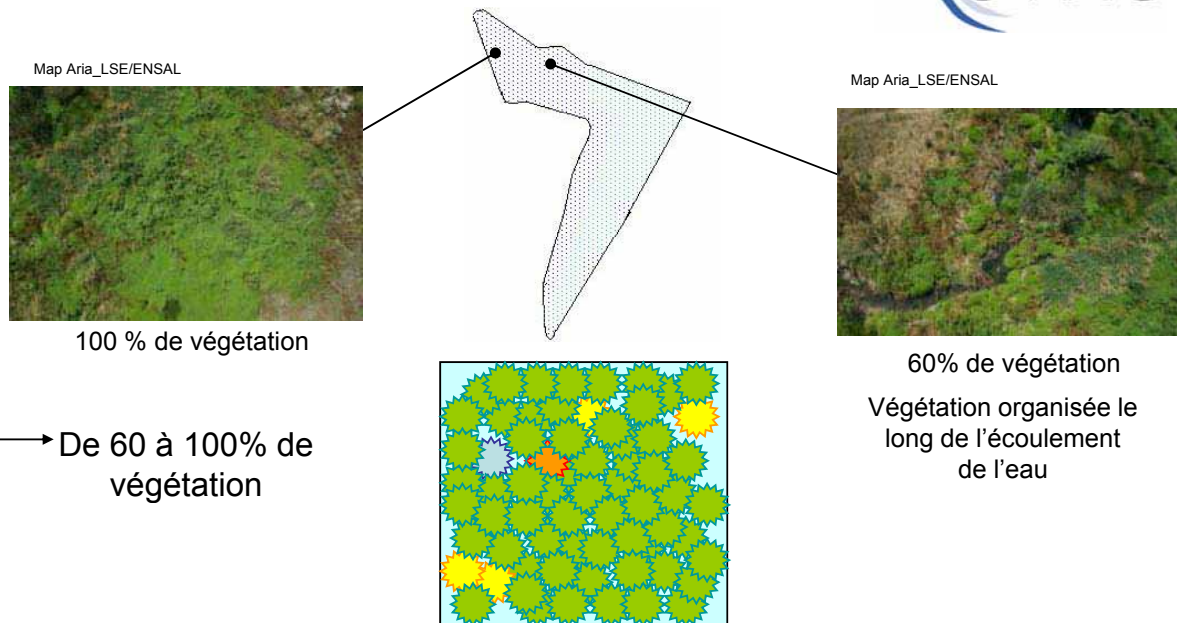 Map Aria_LSE/ENSAL
Map Aria_LSE/ENSAL
100 % de végétation
60% de végétation
Végétation organisée le
long de l’écoulement
de l’eau
De 60 à 100% de
végétation